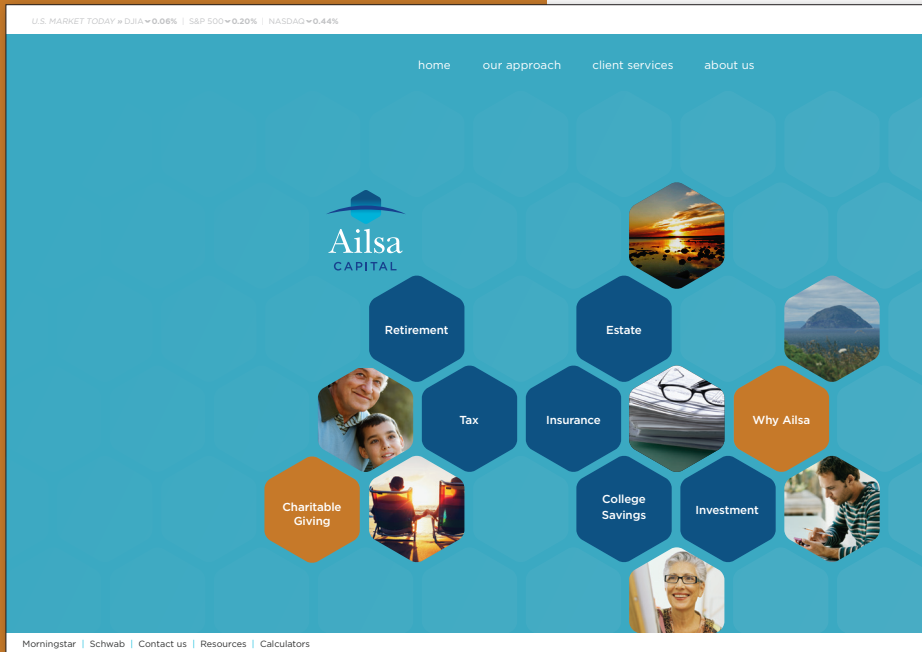 U.S. MARKET TODAY » DJIA 0.06% | S&P 500 0.20% | NASDAQ 0.44%
home our approach client services about us
Ailsa
CAPITAL
Retirement
Estate
Tax
Insurance
Why Ailsa
Charitable
Giving
College
Savings
Investment
Morningstar | Schwab | Contact us | Resources | Calculators